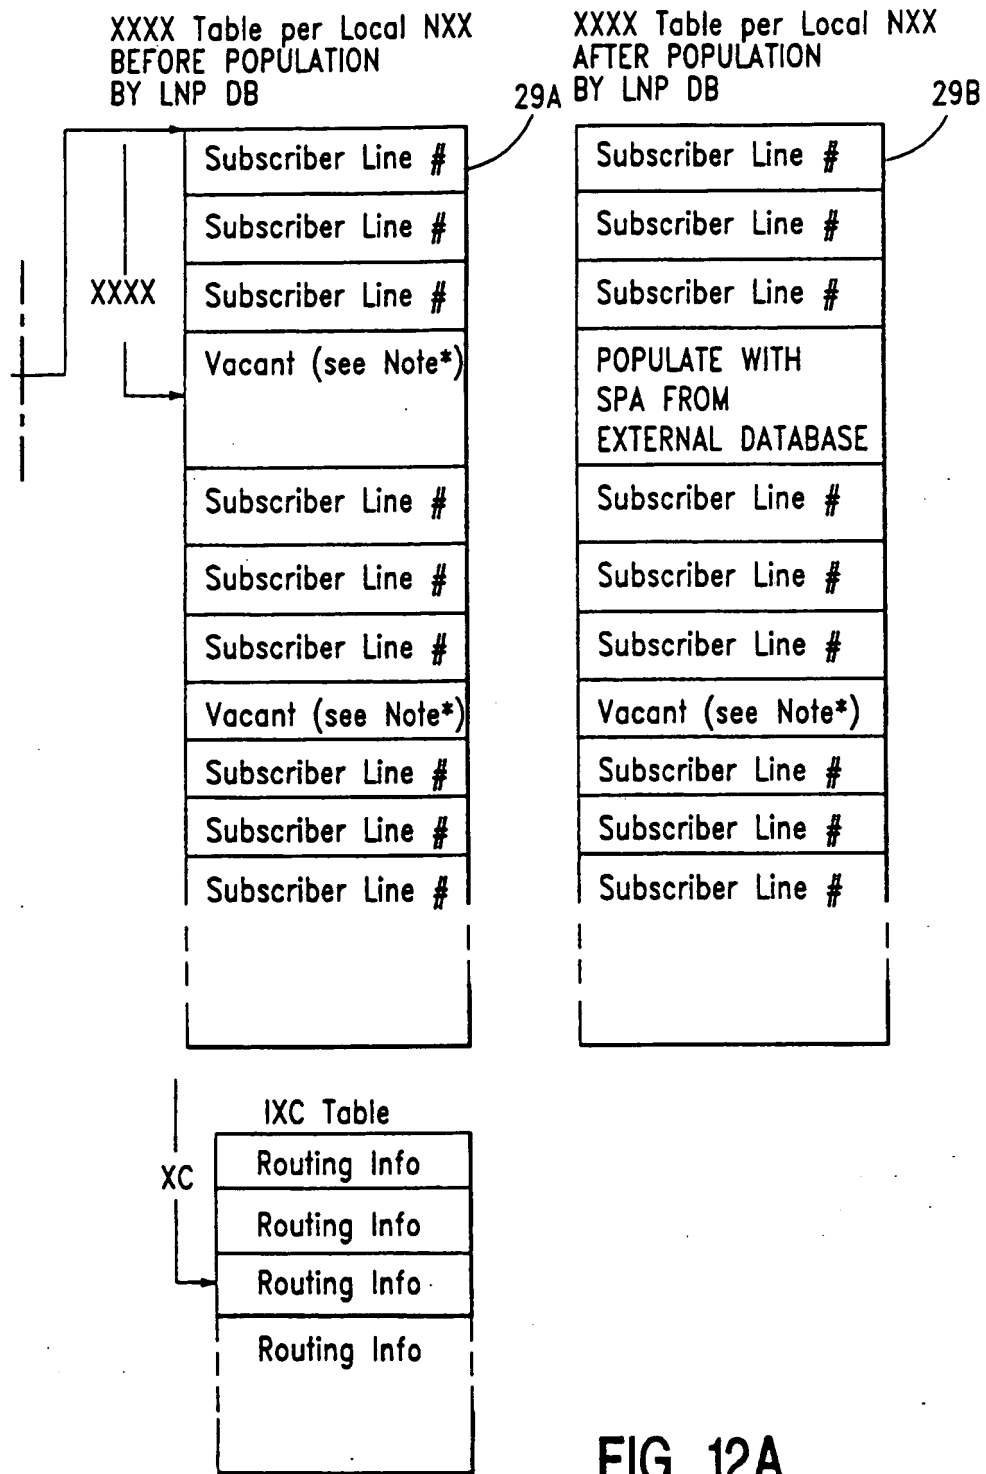 XXXX Table per Local NXX
BEFORE POPULATION
BY LNP DB
29A
XXXX Table per Local NXX
AFTER POPULATION
BY LNP DB
29B
XXXX
Subscriber Line #
Subscriber Line #
Subscriber Line #
Vacant (see Note*)
Subscriber Line #
Subscriber Line #
Subscriber Line #
Vacant (see Note*)
Subscriber Line #
Subscriber Line #
Subscriber Line #
Subscriber Line #
Subscriber Line #
Subscriber Line #
POPULATE WITH
SPA FROM
EXTERNAL DATABASE
Subscriber Line #
Subscriber Line #
Subscriber Line #
Vacant (see Note*)
Subscriber Line #
Subscriber Line #
Subscriber Line #
IXC Table
XC
Routing Info
Routing Info
Routing Info
Routing Info
FIG. 12A